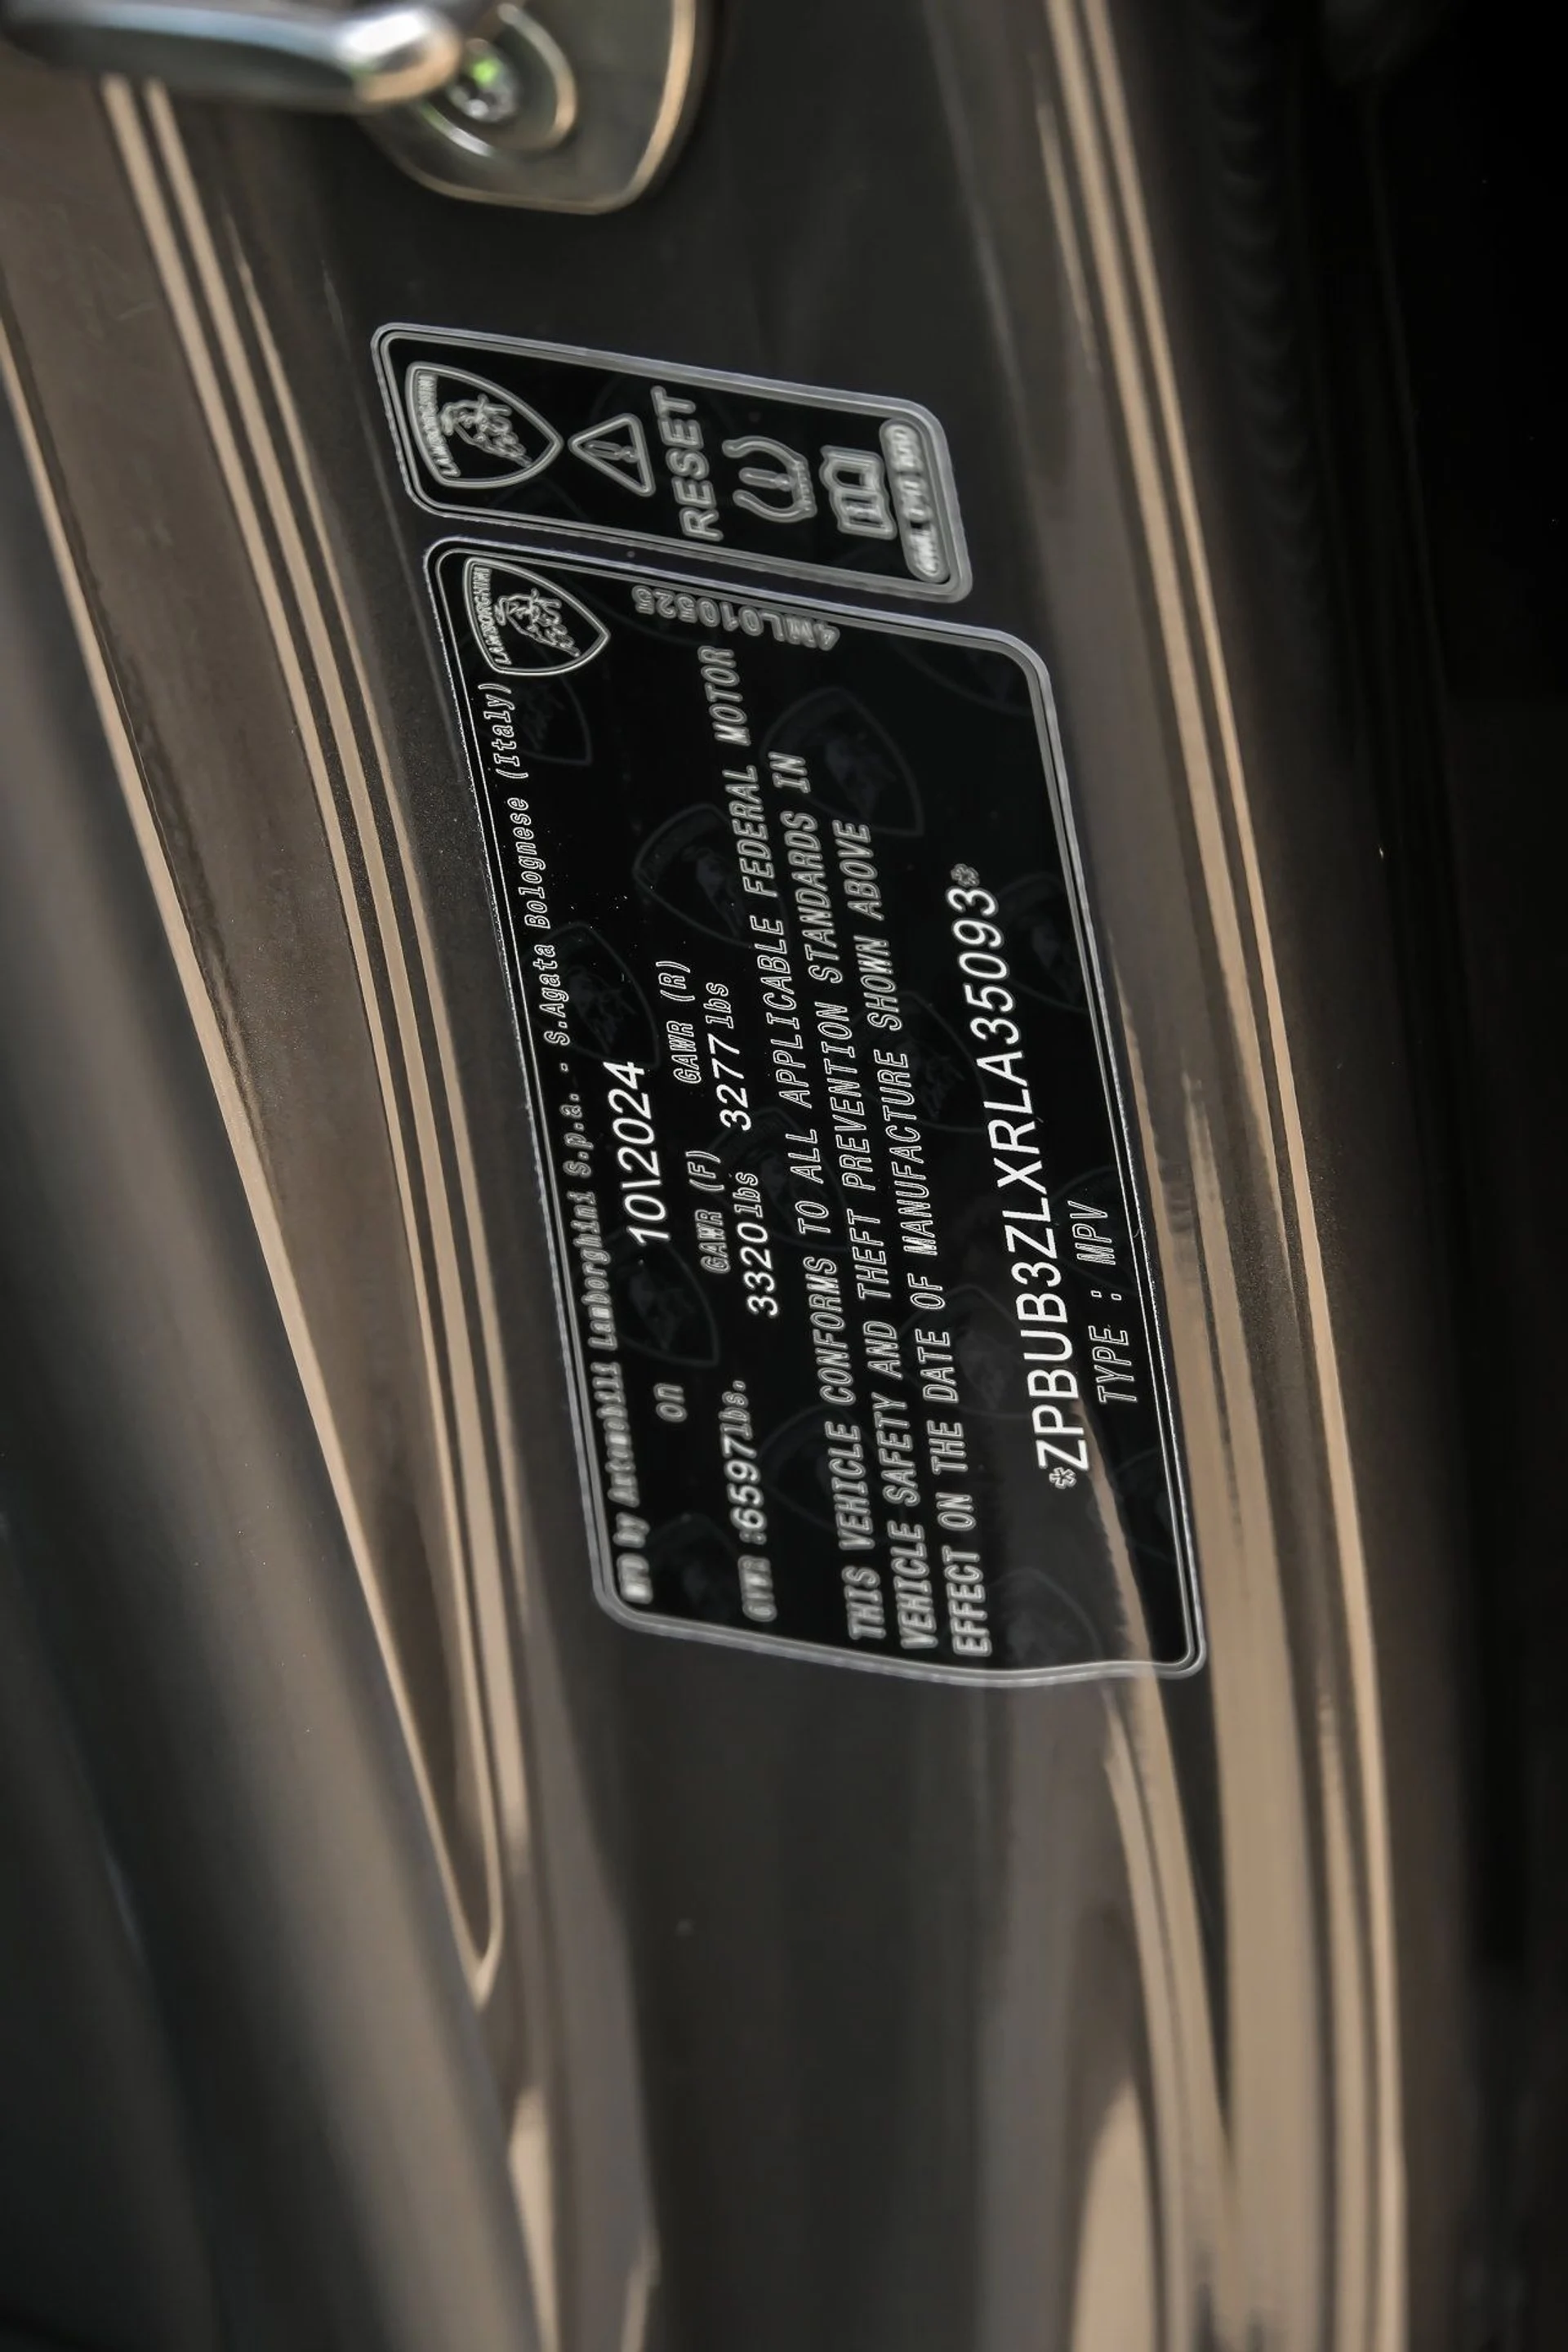 LAMBORGHINI
RESET
LAMBORGHINI
4ML010525
MFD by Automobili Lamborghini S.p.a. - S.Agata Bolognese (Italy)
on 10\2024
GAWR (F) GAWR (R)
GVWR :6597lbs. 3320lbs 3277lbs
THIS VEHICLE CONFORMS TO ALL APPLICABLE FEDERAL MOTOR
VEHICLE SAFETY AND THEFT PREVENTION STANDARDS IN
EFFECT ON THE DATE OF MANUFACTURE SHOWN ABOVE
*ZPBUB3ZLXRLA35093*
TYPE : MPV